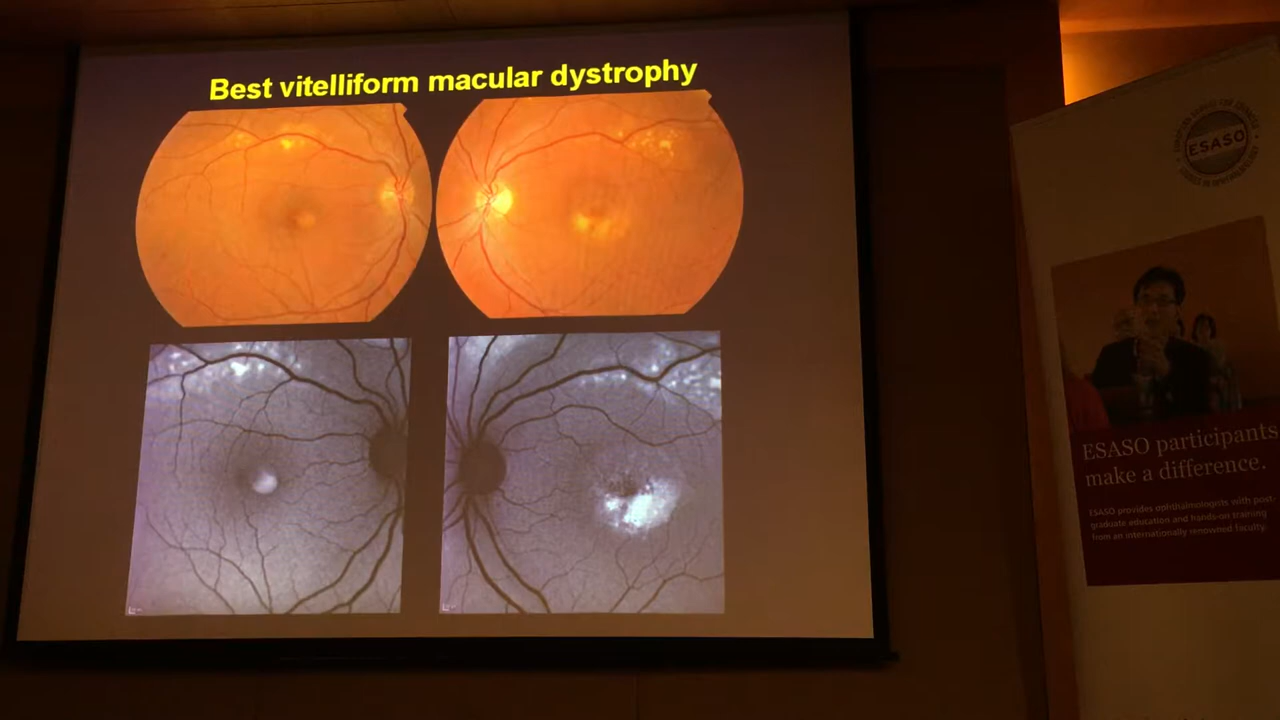 Best vitelliform macular dystrophy
ESASO
ESASO participants
make a difference.
ESASO provides ophthalmologists with post-
graduate education and hands-on training
from an internationally renowned faculty.